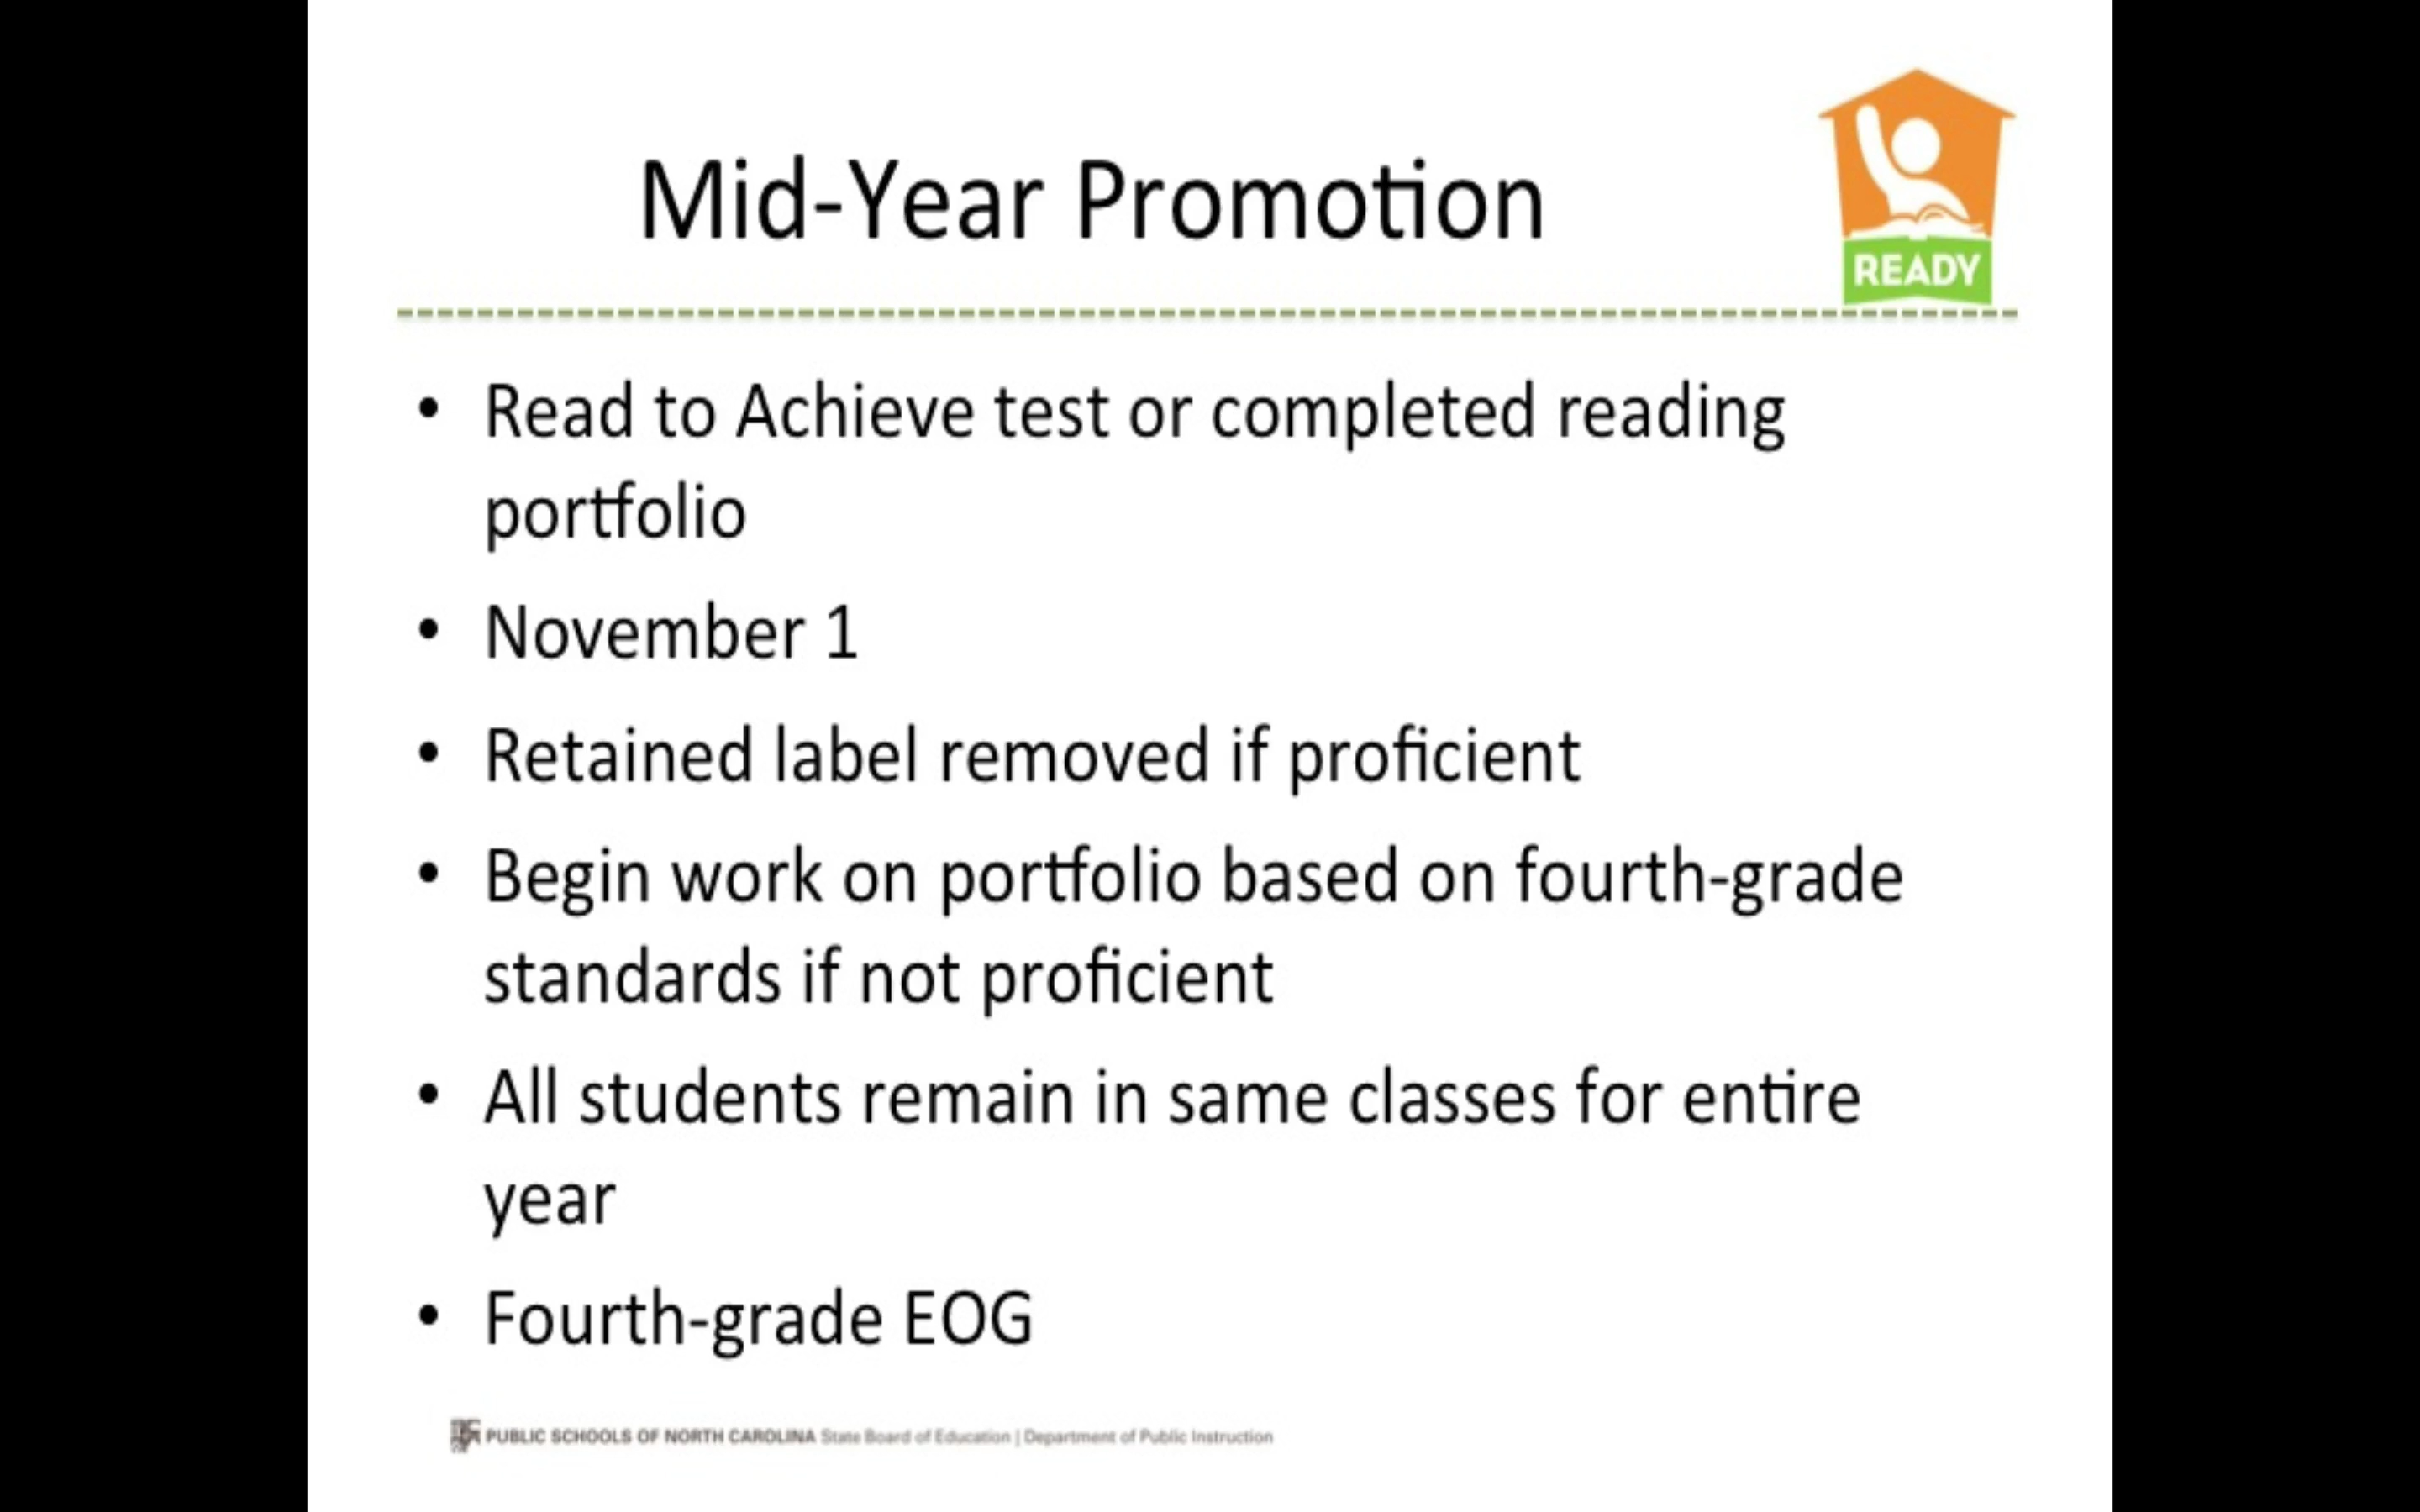 Mid-Year Promotion
READY
• Read to Achieve test or completed reading
portfolio
• November 1
• Retained label removed if proficient
• Begin work on portfolio based on fourth-grade
standards if not proficient
• All students remain in same classes for entire
year
• Fourth-grade EOG
PUBLIC SCHOOLS OF NORTH CAROLINA State Board of Education | Department of Public Instruction